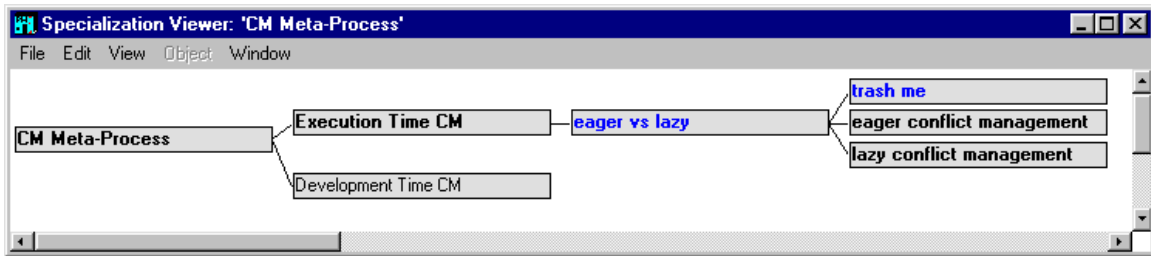 Specialization Viewer: 'CM Meta-Process'
File Edit View Object Window
trash me
Execution Time CM
eager vs lazy
eager conflict management
CM Meta-Process
lazy conflict management
Development Time CM